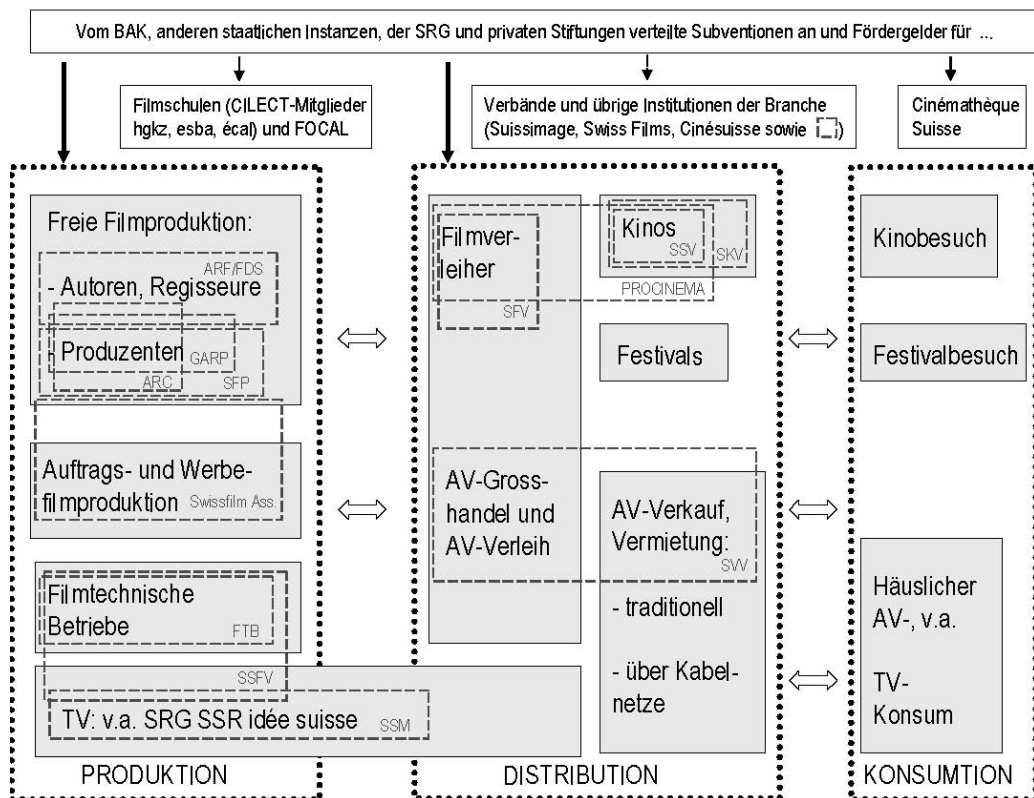 Vom BAK, anderen staatlichen Instanzen, der SRG und privaten Stiftungen verteilte Subventionen an und Fördergelder für ...
Filmschulen (CILECT-Mitglieder
hgkz, esba, écal) und FOCAL
Verbände und übrige Institutionen der Branche
(Suissimage, Swiss Films, Cinésuisse sowie )
Cinémathèque
Suisse
Freie Filmproduktion:
ARF/FDS
- Autoren, Regisseure
- Produzenten
GARP
ARC
SFP
Auftrags- und Werbe-
filmproduktion
Swissfilm Ass.
Filmtechnische
Betriebe
FTB
SSFV
TV: v.a. SRG SSR idée suisse
SSM
PRODUKTION
Filmver-
leiher
SFV
Kinos
SSV
SKV
PROCINEMA
Festivals
AV-Gross-
handel und
AV-Verleih
AV-Verkauf,
Vermietung:
SVV
- traditionell
- über Kabel-
netze
DISTRIBUTION
Kinobesuch
Festivalbesuch
Häuslicher
AV-, v.a.
TV-
Konsum
KONSUMTION